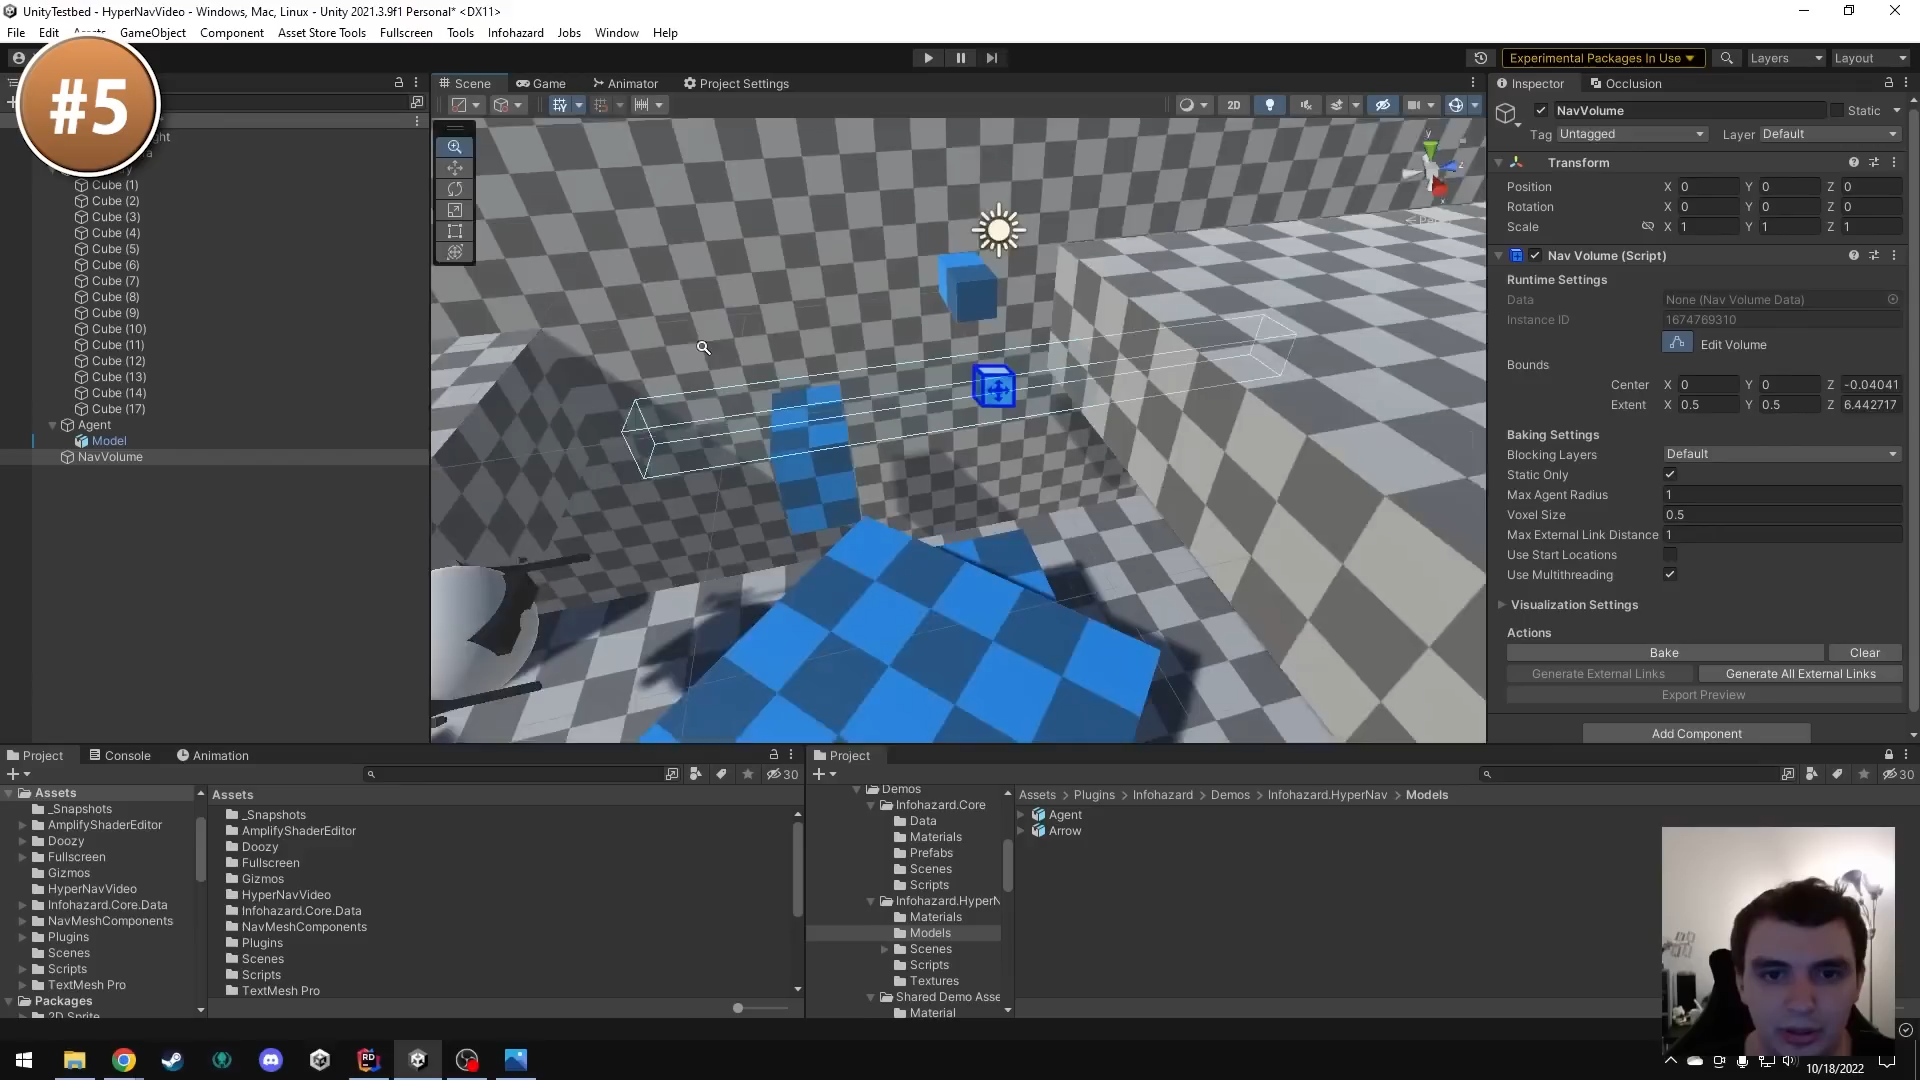 UnityTestbed - HyperNavVideo - Windows, Mac, Linux - Unity 2021.3.9f1 Personal* <DX11>
File Edit Assets GameObject Component Asset Store Tools Fullscreen Tools Infohazard Jobs Window Help
#5
Experimental Packages In Use
Layers
Layout
Scene Game Animator Project Settings
2D
Cube (1)
Cube (2)
Cube (3)
Cube (4)
Cube (5)
Cube (6)
Cube (7)
Cube (8)
Cube (9)
Cube (10)
Cube (11)
Cube (12)
Cube (13)
Cube (14)
Cube (17)
Agent
Model
NavVolume
y
z
x
Inspector Occlusion
NavVolume Static
Tag Untagged Layer Default
Transform
Position X 0 Y 0 Z 0
Rotation X 0 Y 0 Z 0
Scale X 1 Y 1 Z 1
Nav Volume (Script)
Runtime Settings
Data None (Nav Volume Data)
Instance ID 1674769310
Edit Volume
Bounds
Center X 0 Y 0 Z -0.04041
Extent X 0.5 Y 0.5 Z 6.442717
Baking Settings
Blocking Layers Default
Static Only
Max Agent Radius 1
Voxel Size 0.5
Max External Link Distance 1
Use Start Locations
Use Multithreading
Visualization Settings
Actions
Bake Clear
Generate External Links Generate All External Links
Export Preview
Add Component
Project Console Animation
30
Assets
_Snapshots
AmplifyShaderEditor
Doozy
Fullscreen
Gizmos
HyperNavVideo
Infohazard.Core.Data
NavMeshComponents
Plugins
Scenes
Scripts
TextMesh Pro
Packages
2D Sprite
Assets
_Snapshots
AmplifyShaderEditor
Doozy
Fullscreen
Gizmos
HyperNavVideo
Infohazard.Core.Data
NavMeshComponents
Plugins
Scenes
Scripts
TextMesh Pro
Project
30
Demos
Infohazard.Core
Data
Materials
Prefabs
Scenes
Scripts
Infohazard.HyperN
Materials
Models
Scenes
Scripts
Textures
Shared Demo Asse
Material
Assets > Plugins > Infohazard > Demos > Infohazard.HyperNav > Models
Agent
Arrow
RD
10/18/2022